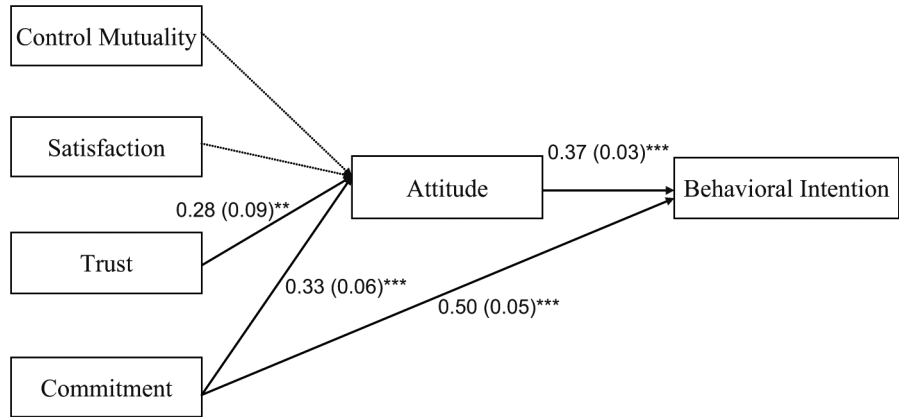 Control Mutuality
Satisfaction
0.37 (0.03)***
Attitude
Behavioral Intention
0.28 (0.09)**
Trust
0.33 (0.06)***
0.50 (0.05)***
Commitment